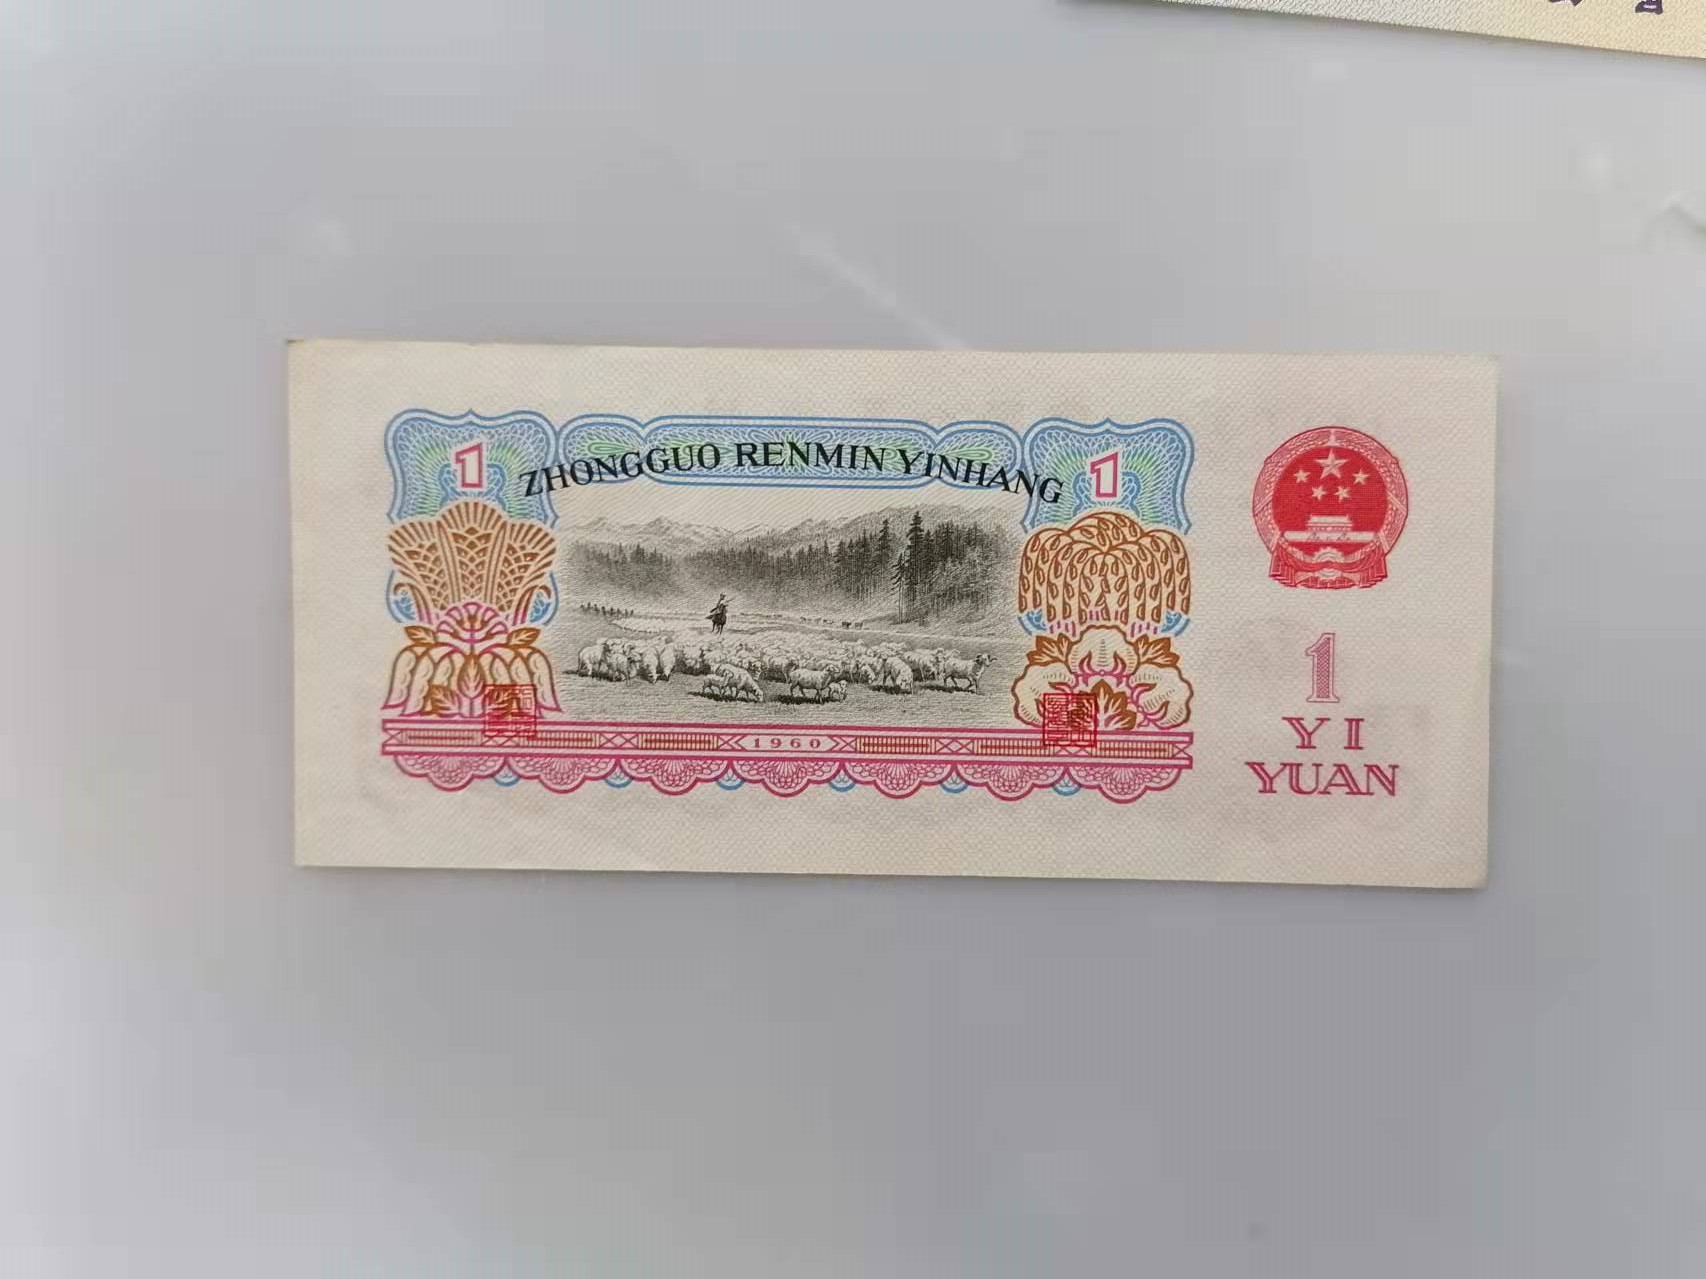 1
ZHONGGUO RENMIN YINHANG
1
1960
1
YI
YUAN